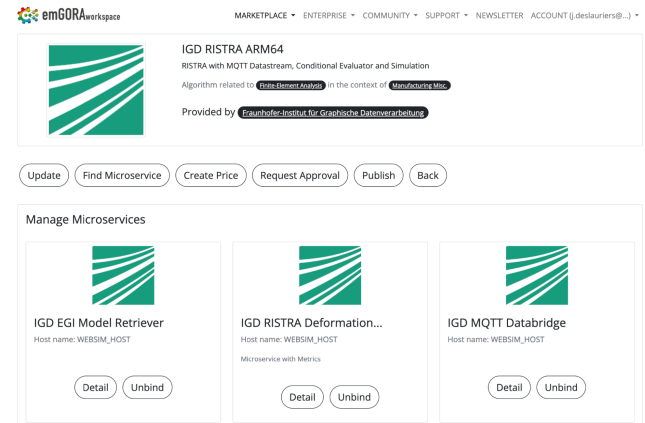 emGORAworkspace
MARKETPLACE ENTERPRISE COMMUNITY SUPPORT NEWSLETTER ACCOUNT (j.deslauriers@...)
IGD RISTRA ARM64
RISTRA with MQTT Datastream, Conditional Evaluator and Simulation
Algorithm related to Finite-Element Analysis in the context of Manufacturing Misc.
Provided by Fraunhofer-Institut für Graphische Datenverarbeitung
Update Find Microservice Create Price Request Approval Publish Back
Manage Microservices
IGD EGI Model Retriever
Host name: WEBSIM_HOST
Detail Unbind
IGD RISTRA Deformation...
Host name: WEBSIM_HOST
Microservice with Metrics
Detail Unbind
IGD MQTT Databridge
Host name: WEBSIM_HOST
Detail Unbind